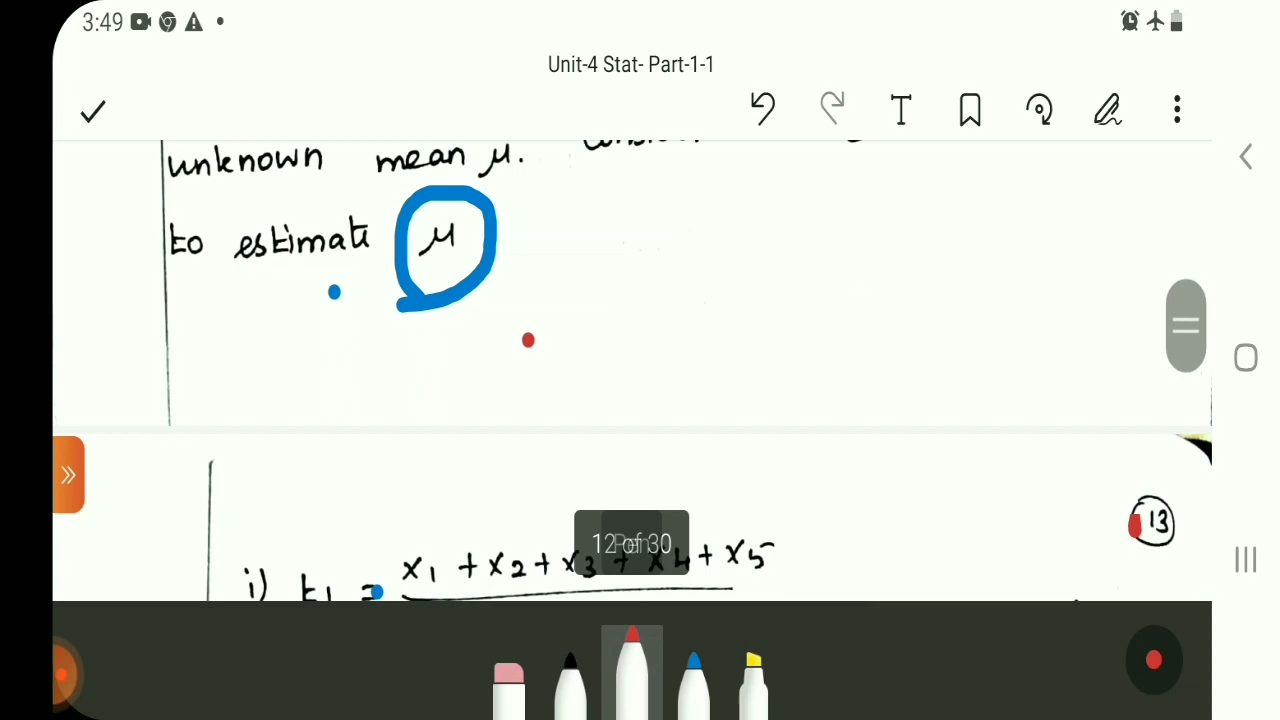 3:49
Unit-4 Stat- Part-1-1
unknown mean μ.
to estimate μ
12 of 30
13
x1 + x2 + x3 + x4 + x5
i) t1 =